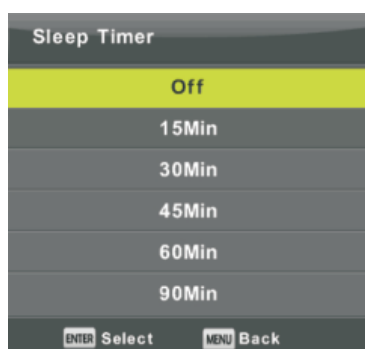 Sleep Timer
Off
15Min
30Min
45Min
60Min
90Min
ENTER Select MENU Back